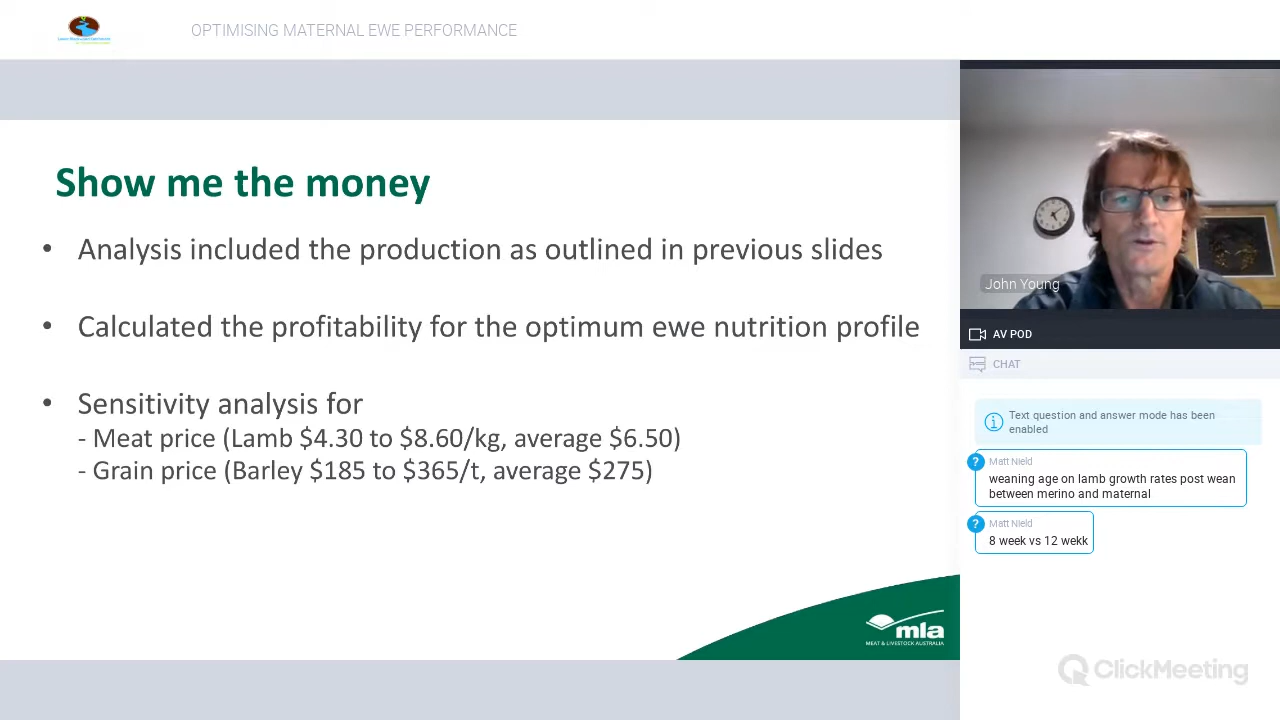 OPTIMISING MATERNAL EWE PERFORMANCE
Show me the money
• Analysis included the production as outlined in previous slides
• Calculated the profitability for the optimum ewe nutrition profile
• Sensitivity analysis for
- Meat price (Lamb $4.30 to $8.60/kg, average $6.50)
- Grain price (Barley $185 to $365/t, average $275)
mla
MEAT & LIVESTOCK AUSTRALIA
John Young
AV POD
CHAT
Text question and answer mode has been
enabled
? Matt Nield
weaning age on lamb growth rates post wean
between merino and maternal
? Matt Nield
8 week vs 12 wekk
ClickMeeting